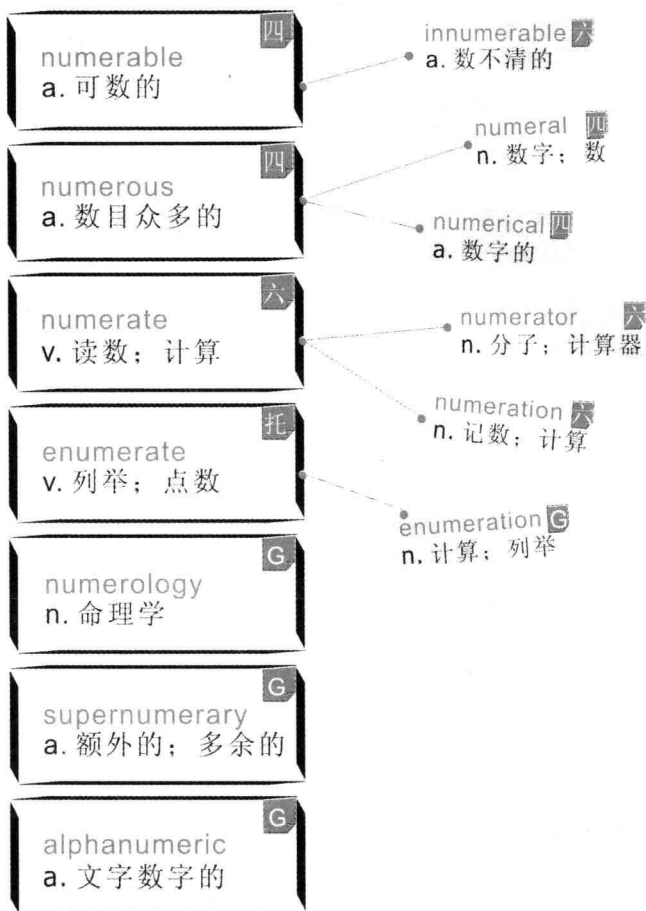 numerable 四
a. 可数的
innumerable 六
a. 数不清的
numerous 四
a. 数目众多的
numeral 四
n. 数字；数
numerical 四
a. 数字的
numerate 六
v. 读数；计算
numerator 六
n. 分子；计算器
numeration 六
n. 记数；计算
enumerate 托
v. 列举；点数
enumeration G
n. 计算；列举
numerology G
n. 命理学
supernumerary G
a. 额外的；多余的
alphanumeric G
a. 文字数字的